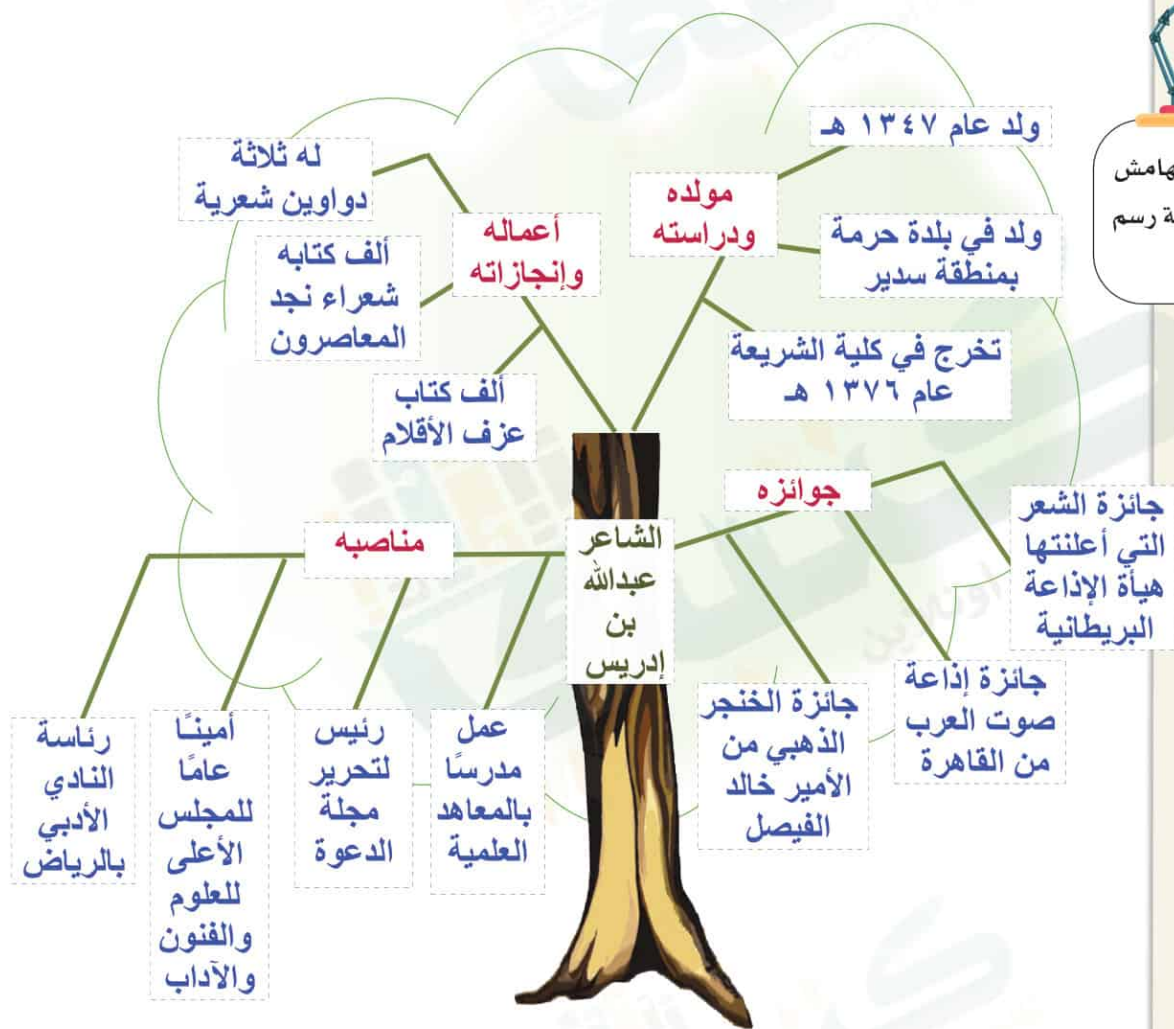 ولد عام ١٣٤٧ هـ
مولده
ودراسته
ولد في بلدة حرمة
بمنطقة سدير
تخرج في كلية الشريعة
عام ١٣٧٦ هـ
له ثلاثة
دواوين شعرية
أعماله
وإنجازاته
ألف كتابه
شعراء نجد
المعاصرون
ألف كتاب
عزف الأقلام
جوائزه
جائزة الشعر
التي أعلنتها
هيأة الإذاعة
البريطانية
جائزة إذاعة
صوت العرب
من القاهرة
جائزة الخنجر
الذهبي من
الأمير خالد
الفيصل
الشاعر
عبدالله
بن
إدريس
مناصبه
عمل
مدرسًا
بالمعاهد
العلمية
رئيس
لتحرير
مجلة
الدعوة
أمينًا
عامًا
للمجلس
الأعلى
للعلوم
والفنون
والآداب
رئاسة
النادي
الأدبي
بالرياض
رسم
اونلاين